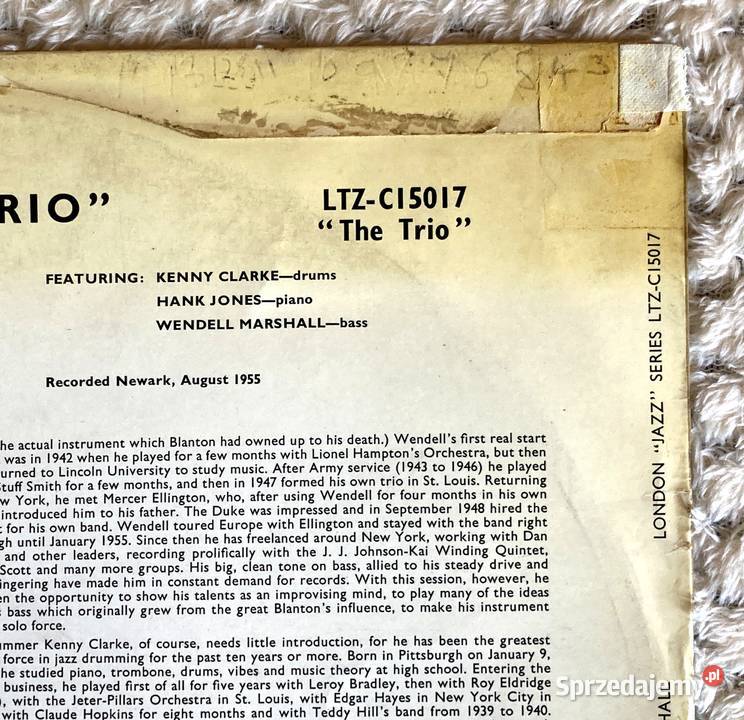 RIO”
LTZ-C15017
“The Trio”
FEATURING: KENNY CLARKE—drums
HANK JONES—piano
WENDELL MARSHALL—bass
Recorded Newark, August 1955
he actual instrument which Blanton had owned up to his death.) Wendell's first real start
was in 1942 when he played for a few months with Lionel Hampton's Orchestra, but then
urned to Lincoln University to study music. After Army service (1943 to 1946) he played
Stuff Smith for a few months, and then in 1947 formed his own trio in St. Louis. Returning
w York, he met Mercer Ellington, who, after using Wendell for four months in his own
introduced him to his father. The Duke was impressed and in September 1948 hired the
t for his own band. Wendell toured Europe with Ellington and stayed with the band right
gh until January 1955. Since then he has freelanced around New York, working with Dan
and other leaders, recording prolifically with the J. J. Johnson-Kai Winding Quintet,
Scott and many more groups. His big, clean tone on bass, allied to his steady drive and
ingering have made him in constant demand for records. With this session, however, he
en the opportunity to show his talents as an improvising mind, to play many of the ideas
bass which originally grew from the great Blanton's influence, to make his instrument
solo force.
ummer Kenny Clarke, of course, needs little introduction, for he has been the greatest
force in jazz drumming for the past ten years or more. Born in Pittsburgh on January 9,
he studied piano, trombone, drums, vibes and music theory at high school. Entering the
business, he played first of all for five years with Leroy Bradley, then with Roy Eldridge
), with the Jeter-Pillars Orchestra in St. Louis, with Edgar Hayes in New York City in
with Claude Hopkins for eight months and with Teddy Hill's band from 1939 to 1940.
LONDON “JAZZ” SERIES LTZ-C15017
HALL
Sprzedajemy.pl